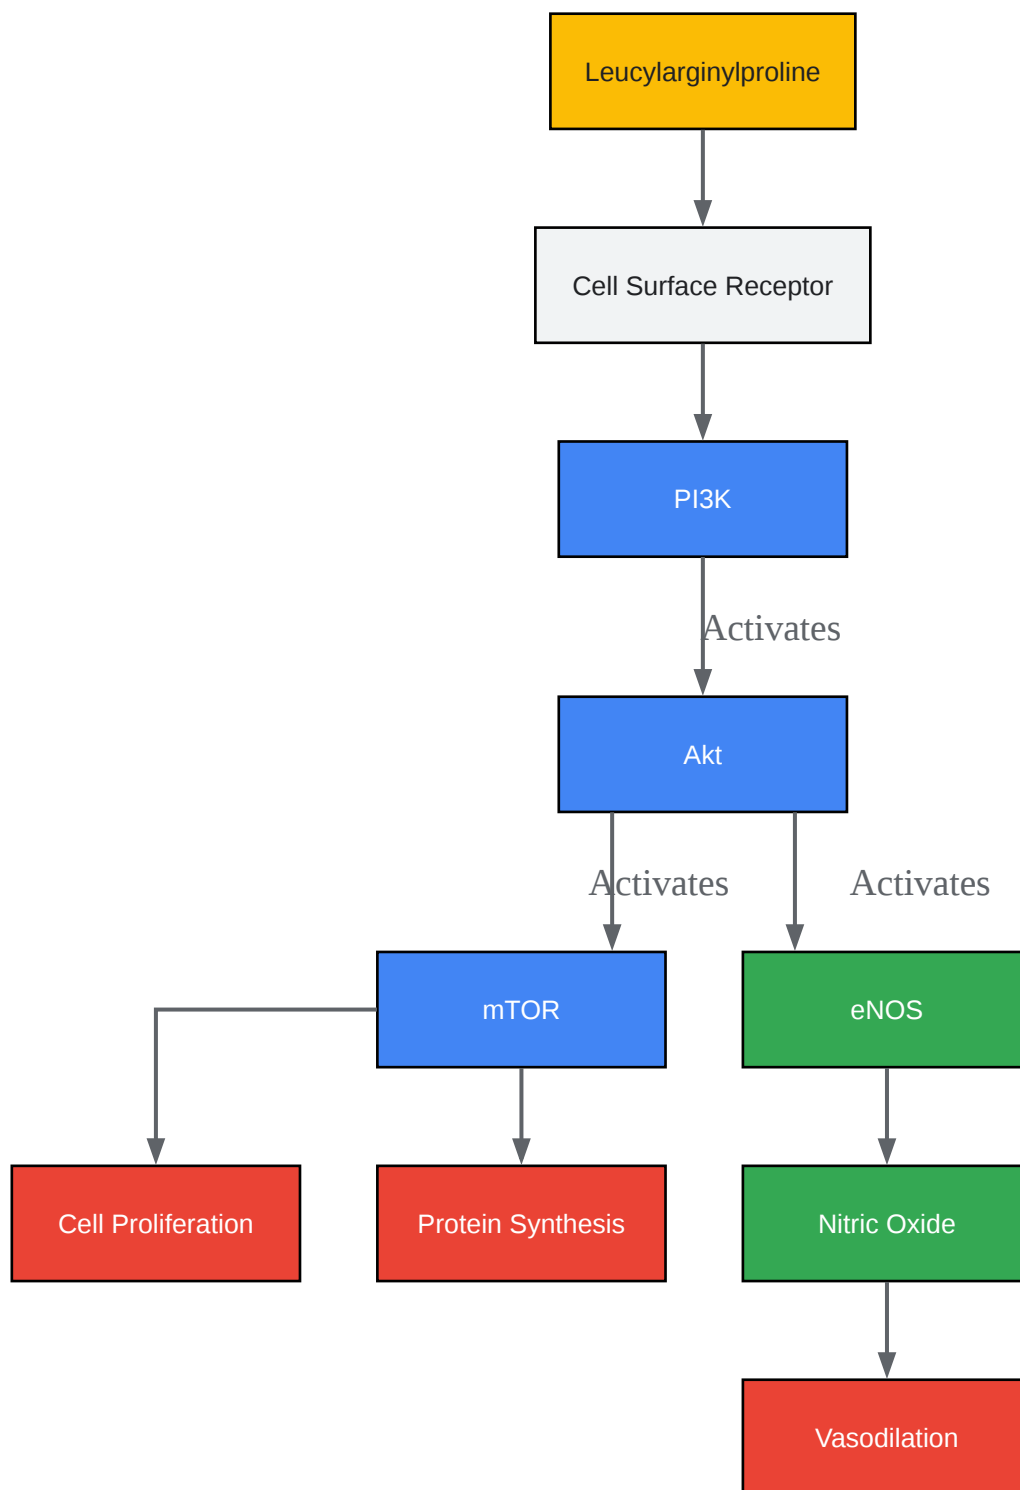 Leucylarginylproline
Cell Surface Receptor
PI3K
Activates
Akt
Activates
Activates
mTOR
eNOS
Cell Proliferation
Protein Synthesis
Nitric Oxide
Vasodilation